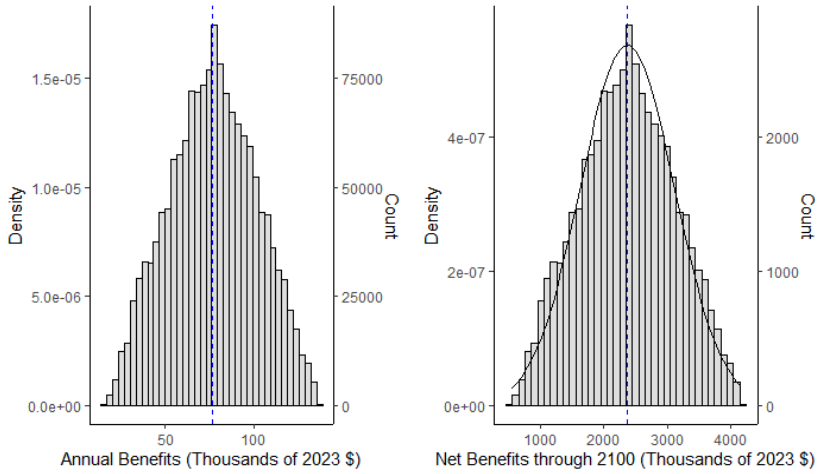 Density
1.5e-05
1.0e-05
5.0e-06
0.0e+00
75000
50000
25000
0
Count
50 100
Annual Benefits (Thousands of 2023 $)
Density
4e-07
2e-07
0e+00
2000
1000
0
Count
1000 2000 3000 4000
Net Benefits through 2100 (Thousands of 2023 $)